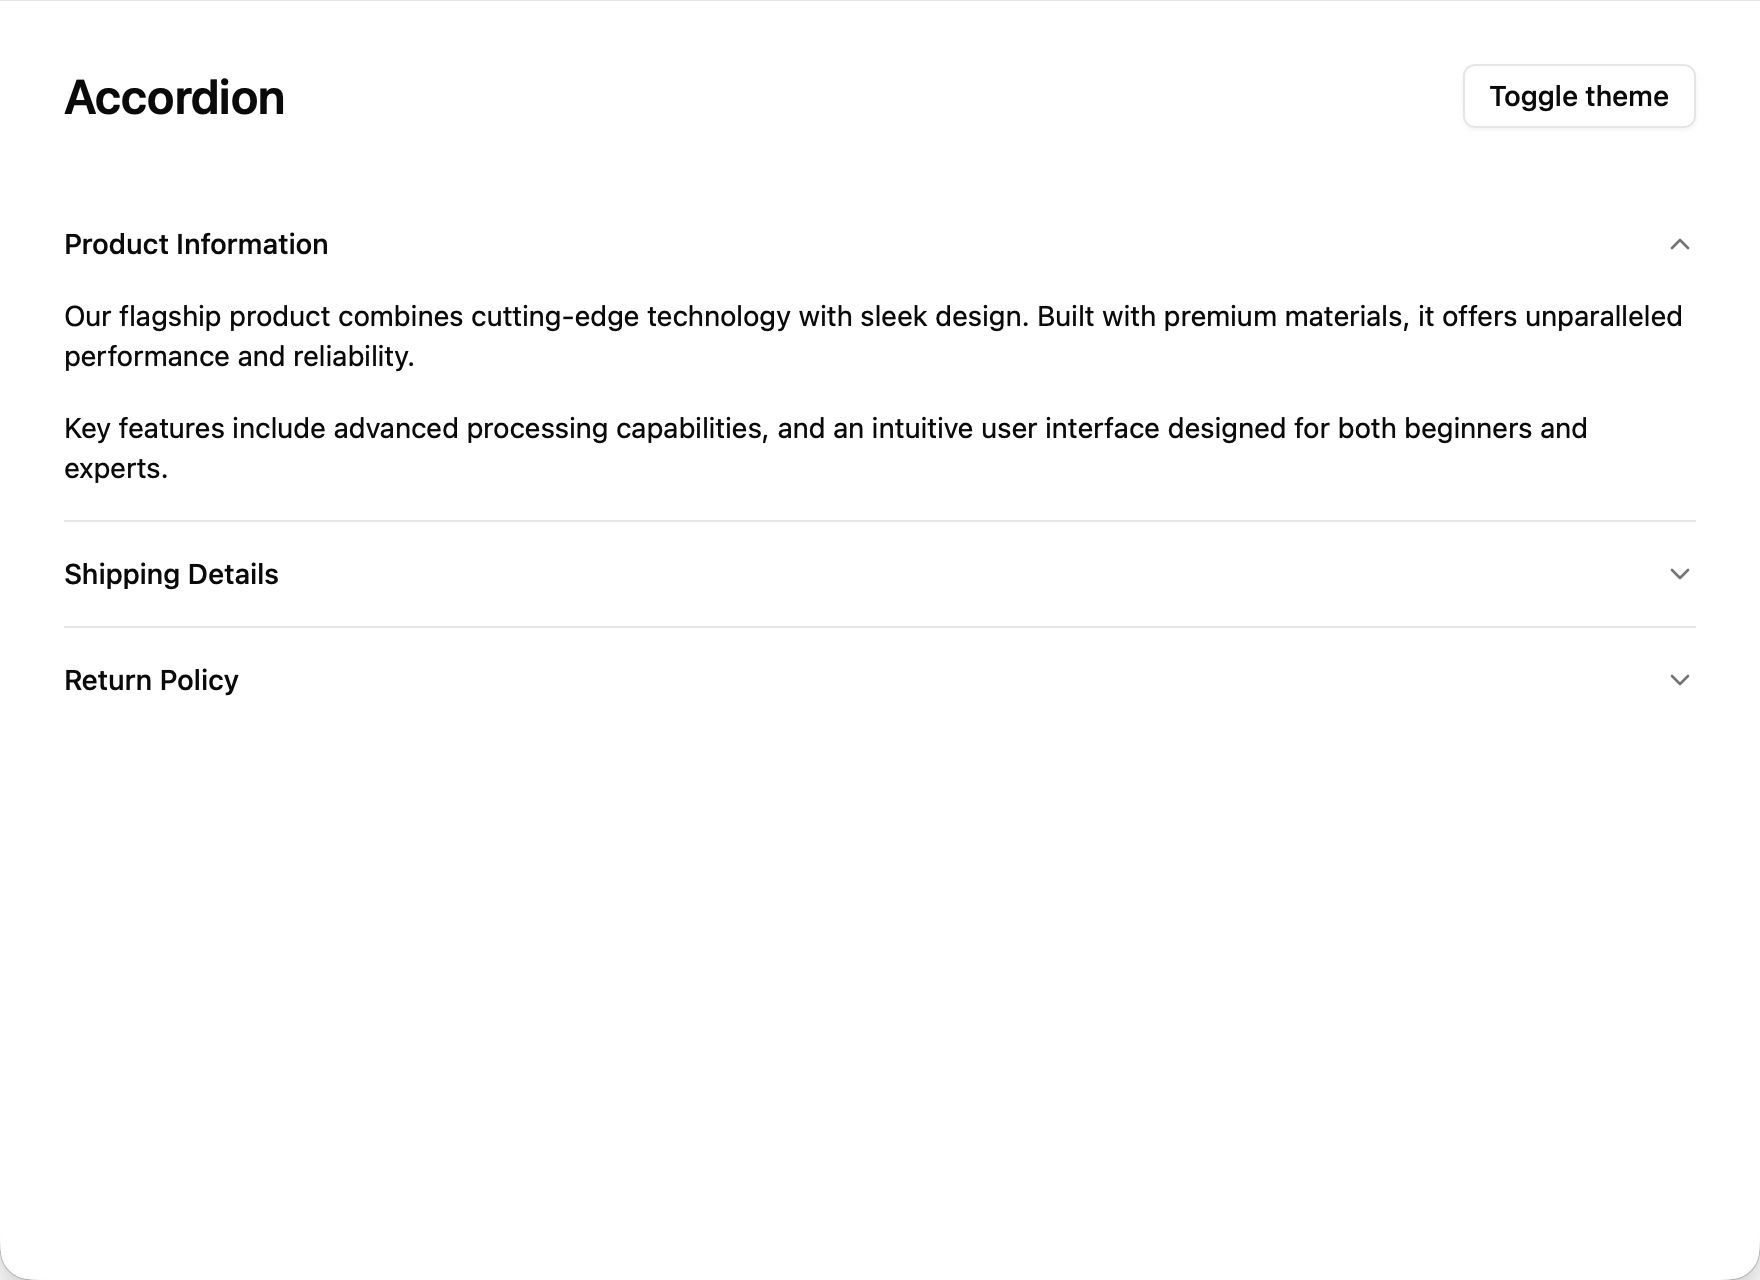 Accordion
Toggle theme
Product Information
Our flagship product combines cutting-edge technology with sleek design. Built with premium materials, it offers unparalleled
performance and reliability.
Key features include advanced processing capabilities, and an intuitive user interface designed for both beginners and
experts.
Shipping Details
Return Policy